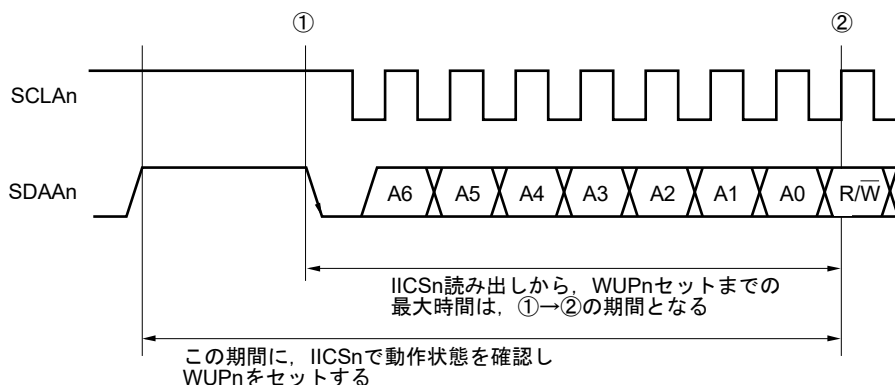 ① ②
SCLAn
SDAAn A6 A5 A4 A3 A2 A1 A0 R/W̅
IICSn読み出しから，WUPnセットまでの
最大時間は，①→②の期間となる
この期間に，IICSnで動作状態を確認し
WUPnをセットする